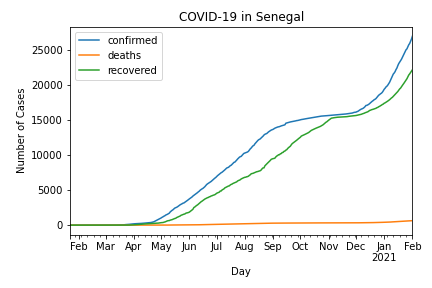 COVID-19 in Senegal
confirmed
deaths
recovered
Number of Cases
25000
20000
15000
10000
5000
0
Feb Mar Apr May Jun Jul Aug Sep Oct Nov Dec Jan Feb
2021
Day